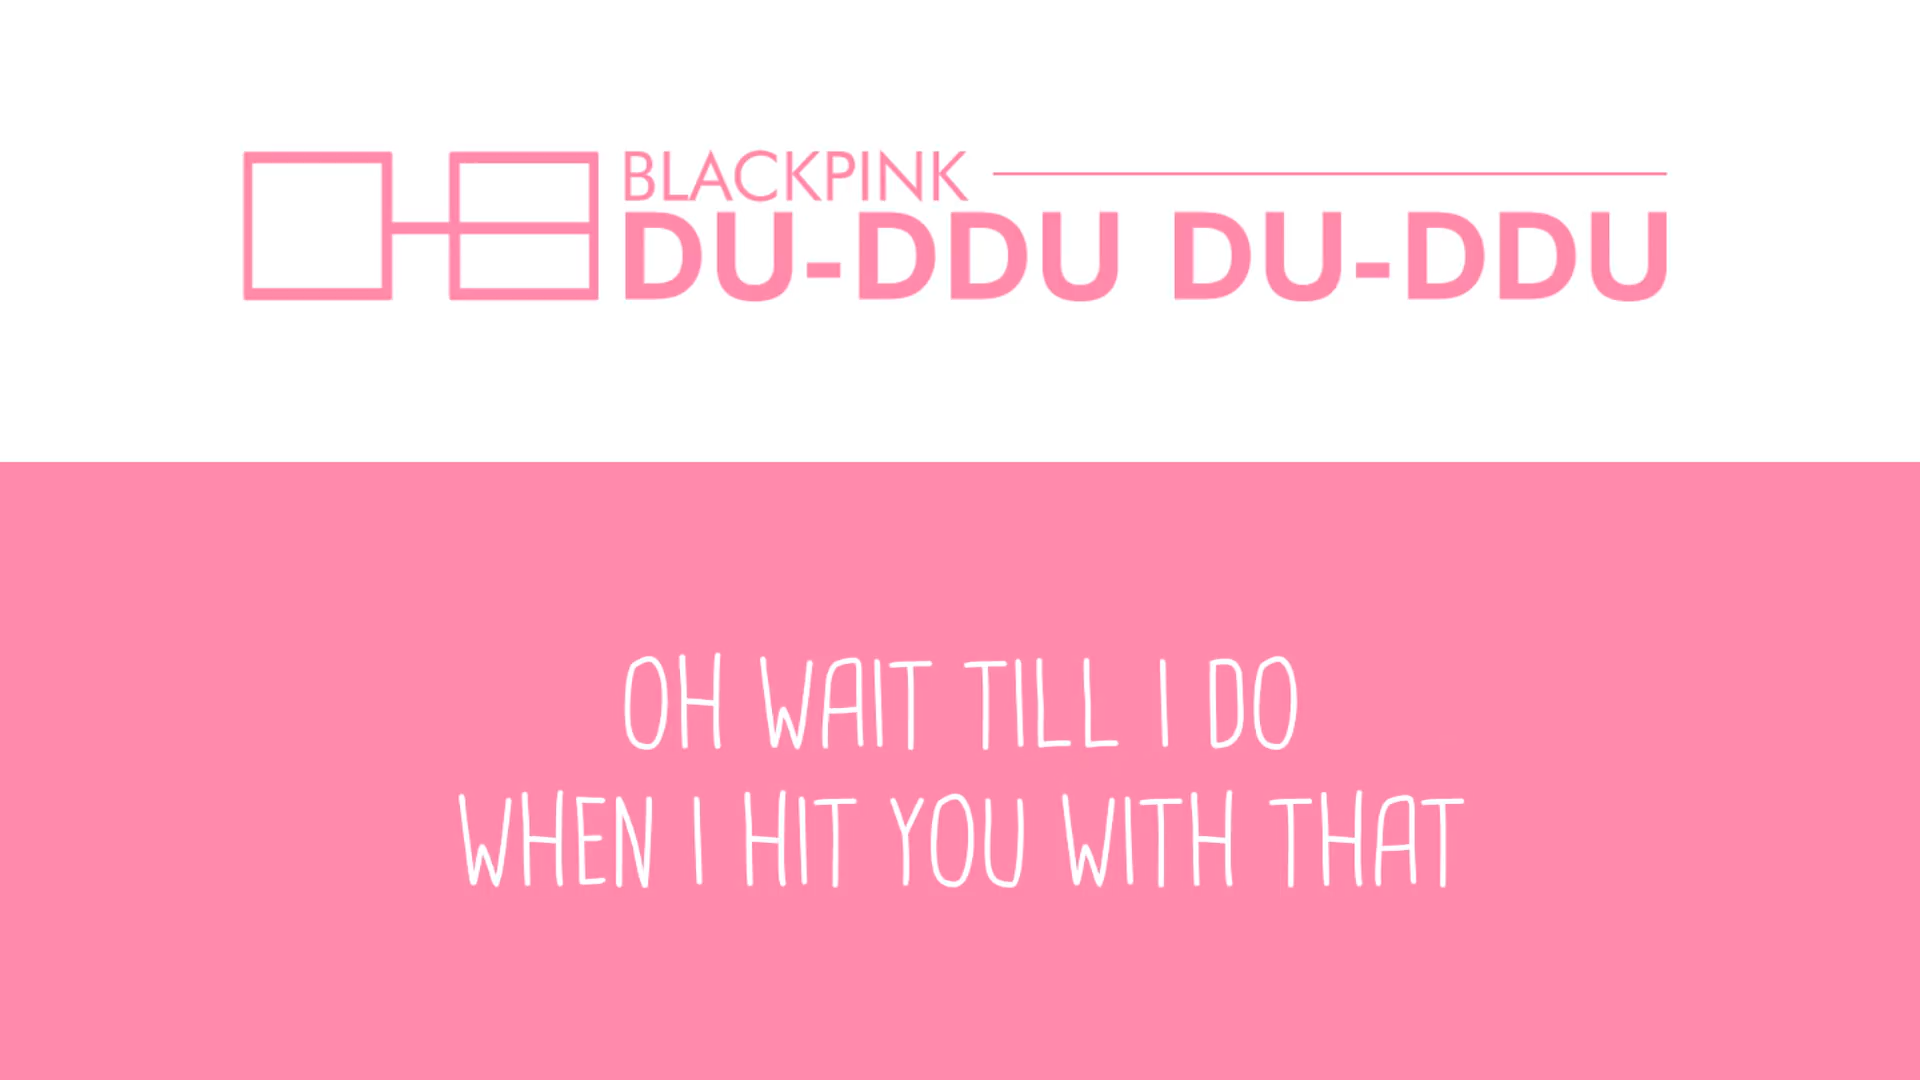 BLACKPINK
DU-DDU DU-DDU
OH WAIT TILL I DO
WHEN I HIT YOU WITH THAT